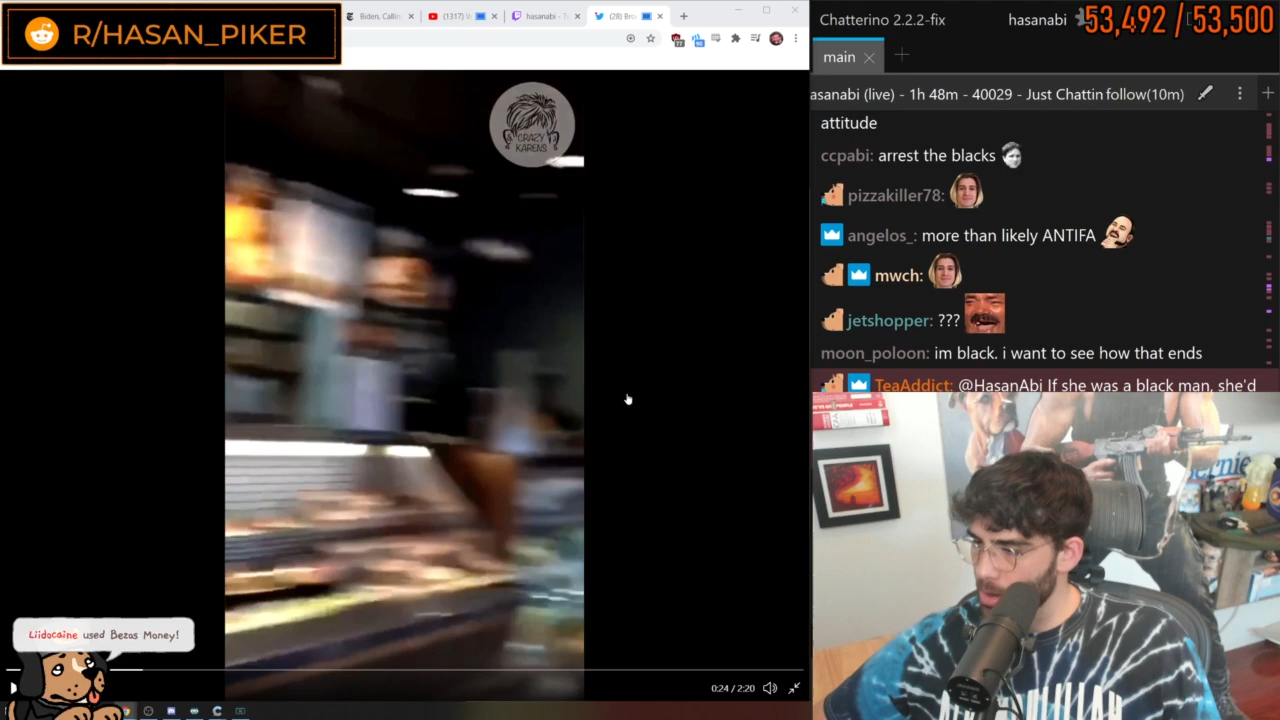 R/HASAN_PIKER
Biden, Callin
(1317)
hasanabi - T
(28) Bro
77
CRAZY
KARENS
Liidocaine used Bezos Money!
0:24 / 2:20
Chatterino 2.2.2-fix
hasanabi
53,492 / 53,500
main
asanabi (live) - 1h 48m - 40029 - Just Chattin follow(10m)
attitude
ccpabi: arrest the blacks
pizzakiller78:
angelos_: more than likely ANTIFA
mwch:
jetshopper: ???
moon_poloon: im black. i want to see how that ends
TeaAddict: @HasanAbi If she was a black man, she'd
Bernie